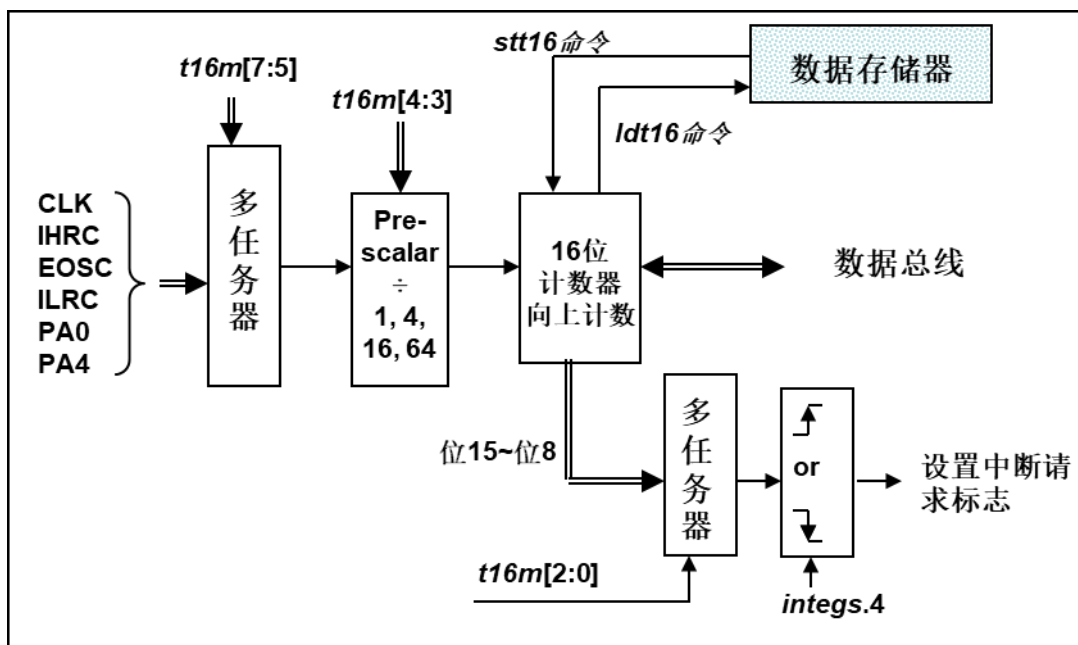 stt16命令
数据存储器
t16m[7:5]
t16m[4:3]
ldt16命令
CLK
IHRC
EOSC
ILRC
PA0
PA4
多
任
务
器
Pre-
scalar
÷
1, 4,
16, 64
16位
计数器
向上计数
数据总线
位15~位8
多
任
务
器
or
设置中断请
求标志
t16m[2:0]
integs.4